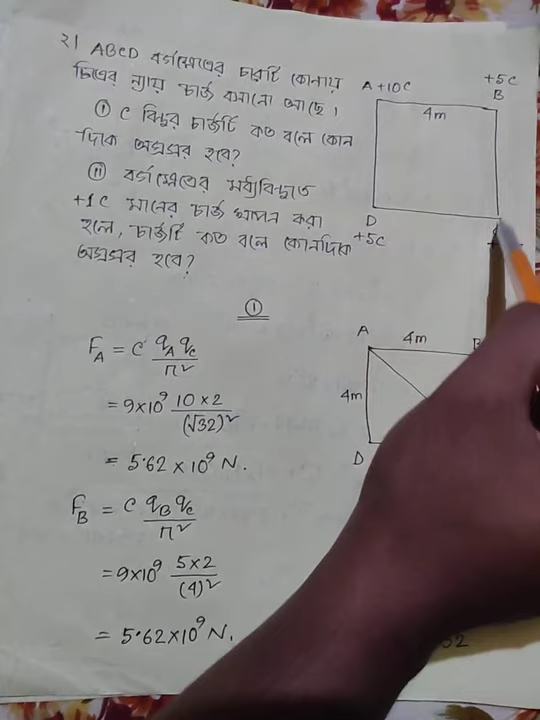 ২। ABCD বর্গক্ষেত্রের চারটি কোনায়
চিত্রের ন্যায় চার্জ বসানো আছে।
i C বিন্দুর চার্জটি কত বলে কোন
দিকে অগ্রসর হবে?
ii বর্গক্ষেত্রের মধ্যবিন্দুতে
+1C মানের চার্জ স্থাপন করা
হলে, চার্জটি কত বলে কোনদিকে
অগ্রসর হবে?
A +10C
+5C
B
4m
D
+5C
i
F_A = C q_A q_C / r²
= 9×10⁹ 10×2 / (√32)²
= 5.62 × 10⁹ N.
F_B = C q_B q_C / r²
= 9×10⁹ 5×2 / (4)²
= 5.62×10⁹ N.
A
4m
B
4m
D